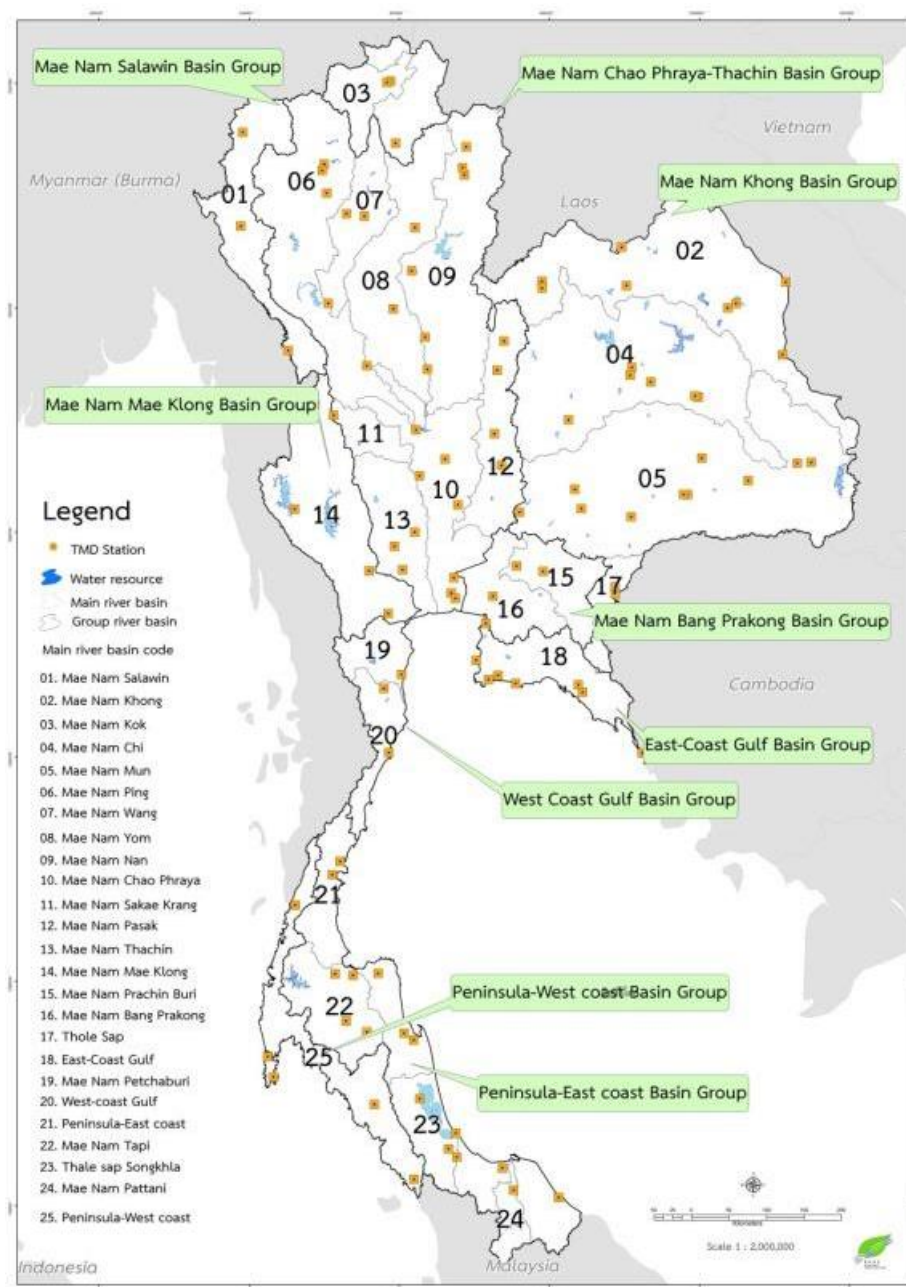 Mae Nam Salawin Basin Group
Mae Nam Chao Phraya-Thachin Basin Group
03
Vietnam
Myanmar (Burma)
06
Mae Nam Khong Basin Group
01
07
Laos
02
08
09
04
Mae Nam Mae Klong Basin Group
11
12
05
10
Legend
14
13
TMD Station
15
17
Water resource
16
Main river basin
Mae Nam Bang Prakong Basin Group
Group river basin
19
18
Main river basin code
01. Mae Nam Salawin
Cambodia
02. Mae Nam Khong
03. Mae Nam Kok
20
East-Coast Gulf Basin Group
04. Mae Nam Chi
05. Mae Nam Mun
West Coast Gulf Basin Group
06. Mae Nam Ping
07. Mae Nam Wang
08. Mae Nam Yom
09. Mae Nam Nan
10. Mae Nam Chao Phraya
21
11. Mae Nam Sakae Krang
12. Mae Nam Pasak
13. Mae Nam Thachin
14. Mae Nam Mae Klong
Peninsula-West coast Basin Group
15. Mae Nam Prachin Buri
22
16. Mae Nam Bang Prakong
17. Thole Sap
25
18. East-Coast Gulf
19. Mae Nam Petchaburi
Peninsula-East coast Basin Group
20. West-coast Gulf
21. Peninsula-East coast
23
22. Mae Nam Tapi
23. Thale sap Songkhla
24. Mae Nam Pattani
25. Peninsula-West coast
24
Kilometers
Scale 1 : 2,000,000
Indonesia
Malaysia